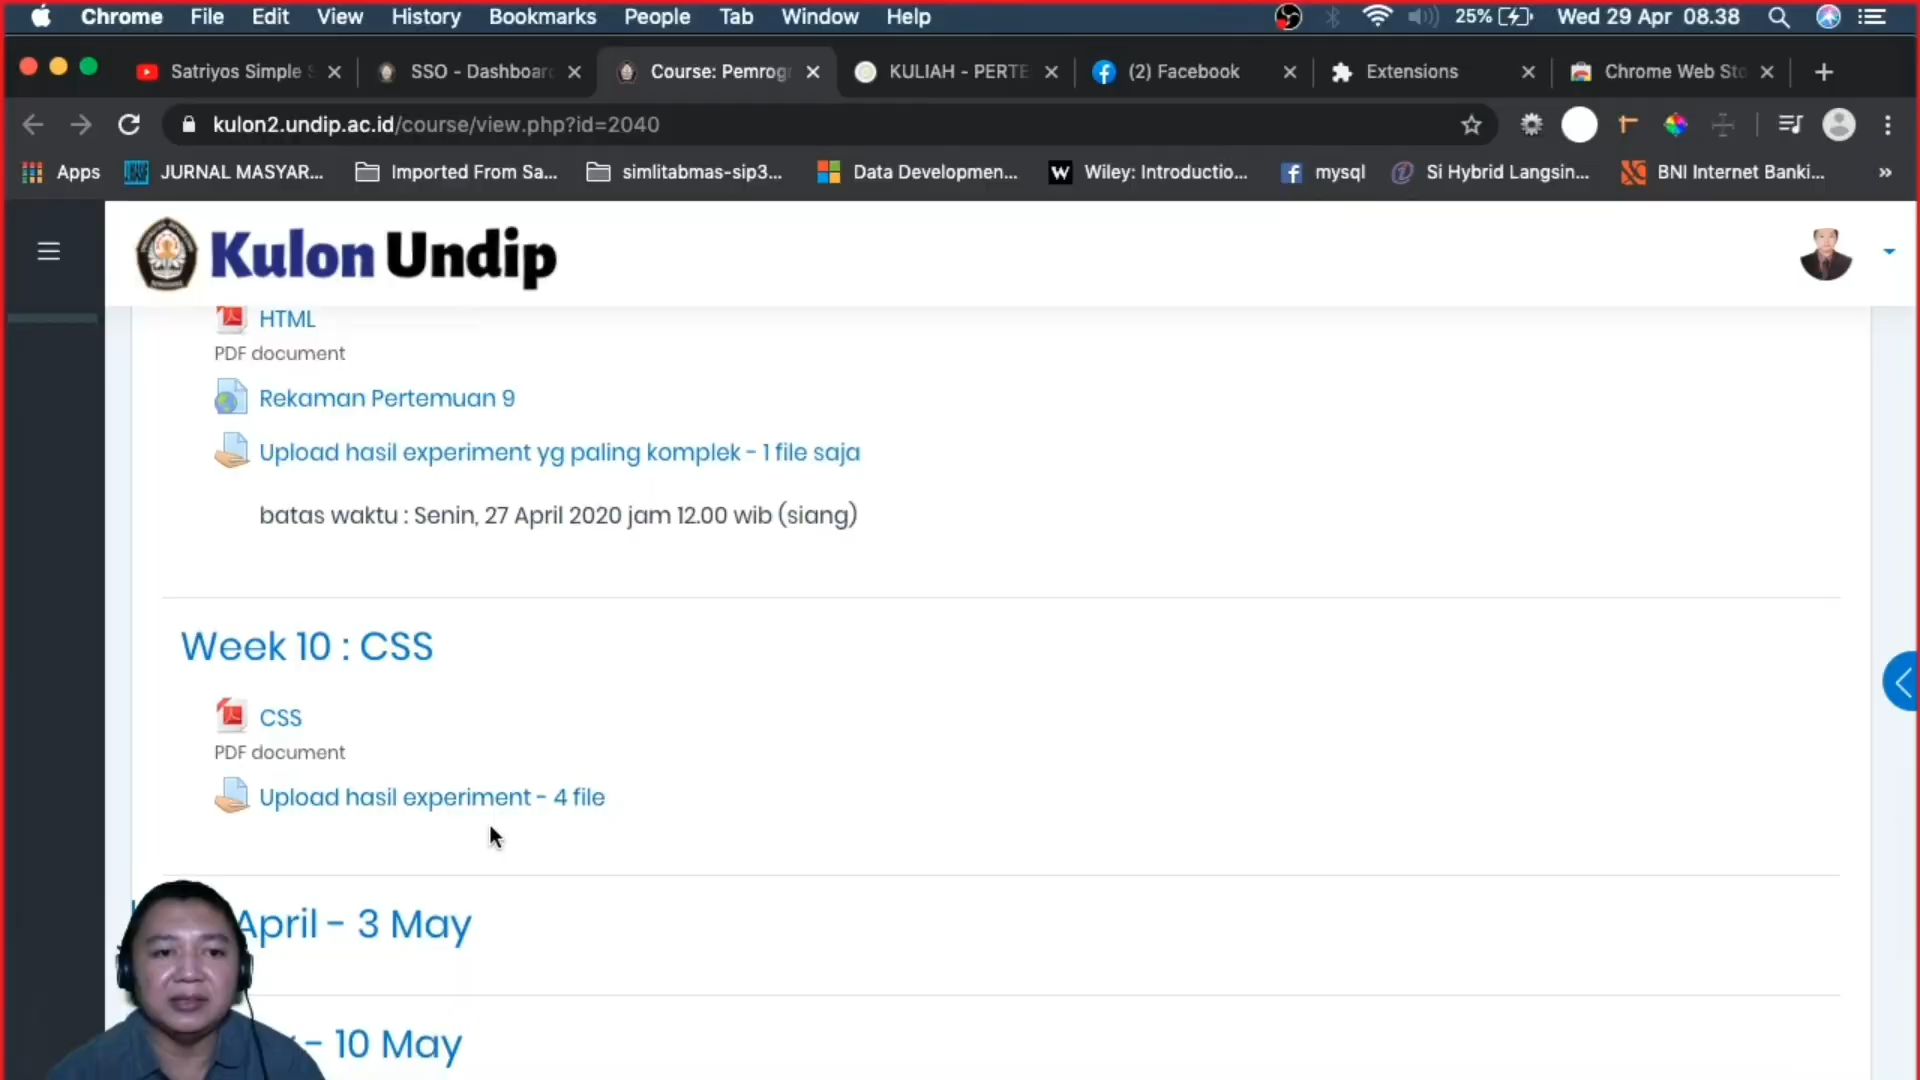 Chrome File Edit View History Bookmarks People Tab Window Help 25% Wed 29 Apr 08.38
Satriyos Simple SSO - Dashboard Course: Pemrogr KULIAH - PERTE (2) Facebook Extensions Chrome Web Sto
kulon2.undip.ac.id/course/view.php?id=2040
Apps JURNAL MASYAR... Imported From Sa... simlitabmas-sip3... Data Developmen... W Wiley: Introductio... mysql Si Hybrid Langsin... BNI Internet Banki... »
Kulon Undip
HTML
PDF document
Rekaman Pertemuan 9
Upload hasil experiment yg paling komplek - 1 file saja
batas waktu : Senin, 27 April 2020 jam 12.00 wib (siang)
Week 10 : CSS
CSS
PDF document
Upload hasil experiment - 4 file
April - 3 May
- 10 May